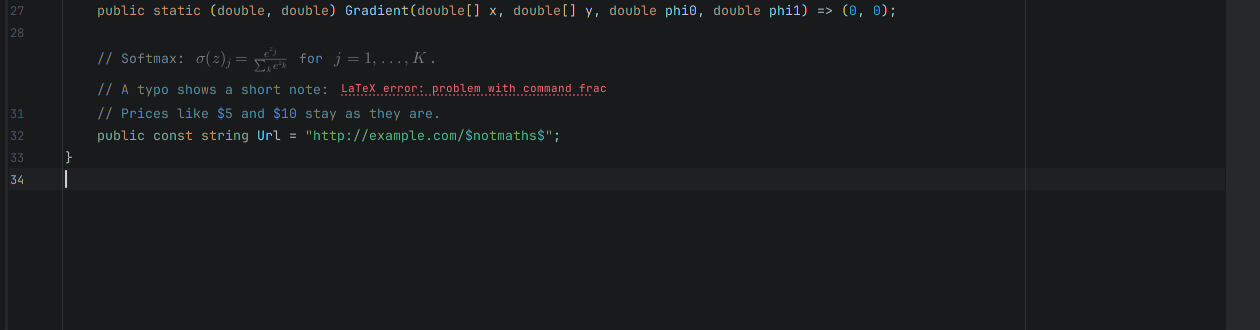 27 public static (double, double) Gradient(double[] x, double[] y, double phi0, double phi1) => (0, 0);
28
// Softmax: σ(z)ⱼ = e^{zⱼ} / ∑ₖ e^{zₖ} for j = 1, . . . , K .
// A typo shows a short note: LaTeX error: problem with command frac
31 // Prices like $5 and $10 stay as they are.
32 public const string Url = "http://example.com/$notmaths$";
33 }
34